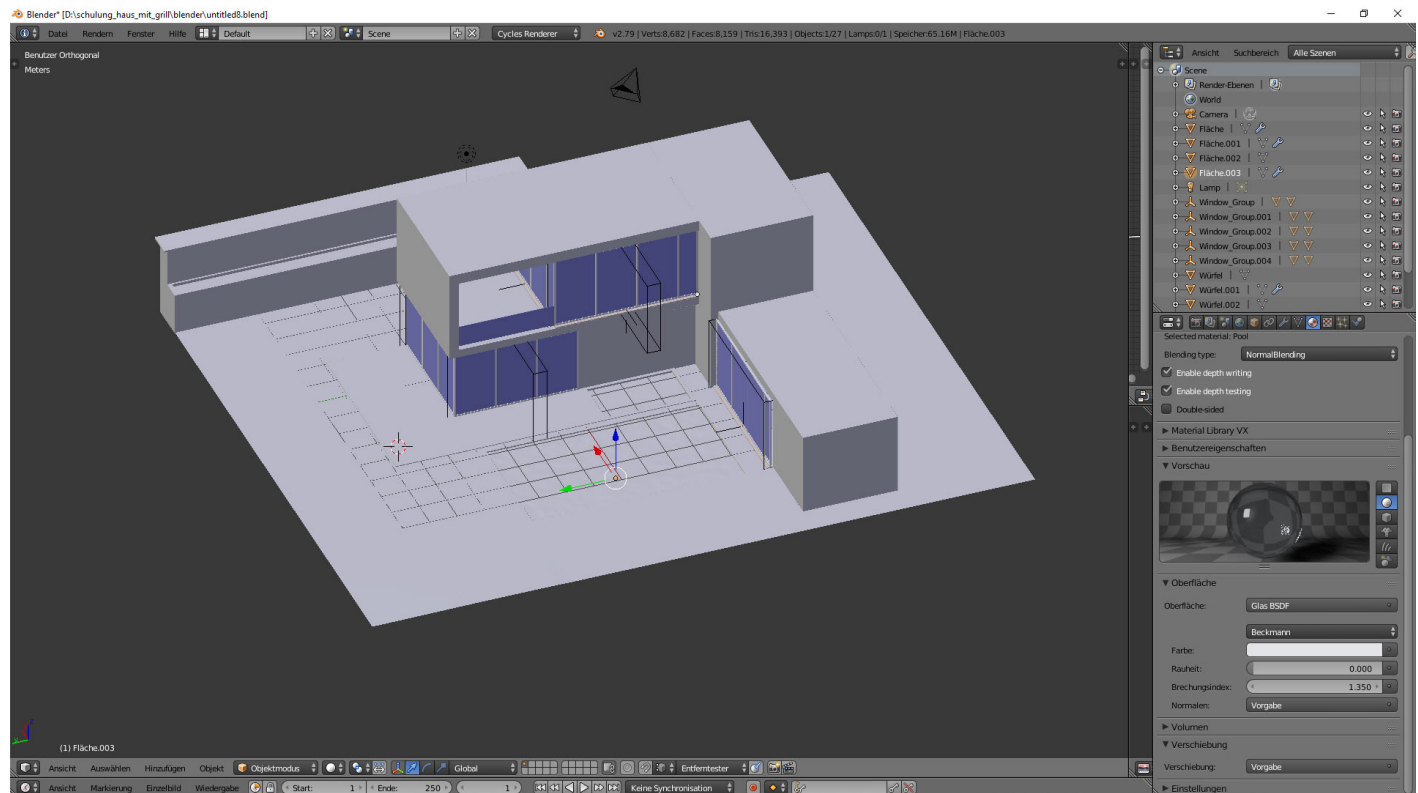 Blender* [D:\schulung_haus_mit_grill\blender\untitled8.blend]
Datei Rendern Fenster Hilfe Default Scene Cycles Renderer v2.79 | Verts:8,682 | Faces:8,159 | Tris:16,393 | Objects:1/27 | Lamps:0/1 | Speicher:65.16M | Fläche.003
Benutzer Orthogonal
Meters
(1) Fläche.003
Ansicht Auswählen Hinzufügen Objekt Objektmodus Global Entferntester
Ansicht Markierung Einzelbild Wiedergabe Start: 1 Ende: 250 1 Keine Synchronisation
Ansicht Suchbereich Alle Szenen
Scene
Render-Ebenen |
World
Camera |
Fläche |
Fläche.001 |
Fläche.002 |
Fläche.003 |
Lamp |
Window_Group |
Window_Group.001 |
Window_Group.002 |
Window_Group.003 |
Window_Group.004 |
Würfel |
Würfel.001 |
Würfel.002 |
Selected material: Pool
Blending type: NormalBlending
Enable depth writing
Enable depth testing
Double-sided
Material Library VX
Benutzereigenschaften
Vorschau
Oberfläche
Oberfläche: Glas BSDF
Beckmann
Farbe:
Rauheit: 0.000
Brechungsindex: 1.350
Normalen: Vorgabe
Volumen
Verschiebung
Verschiebung: Vorgabe
Einstellungen